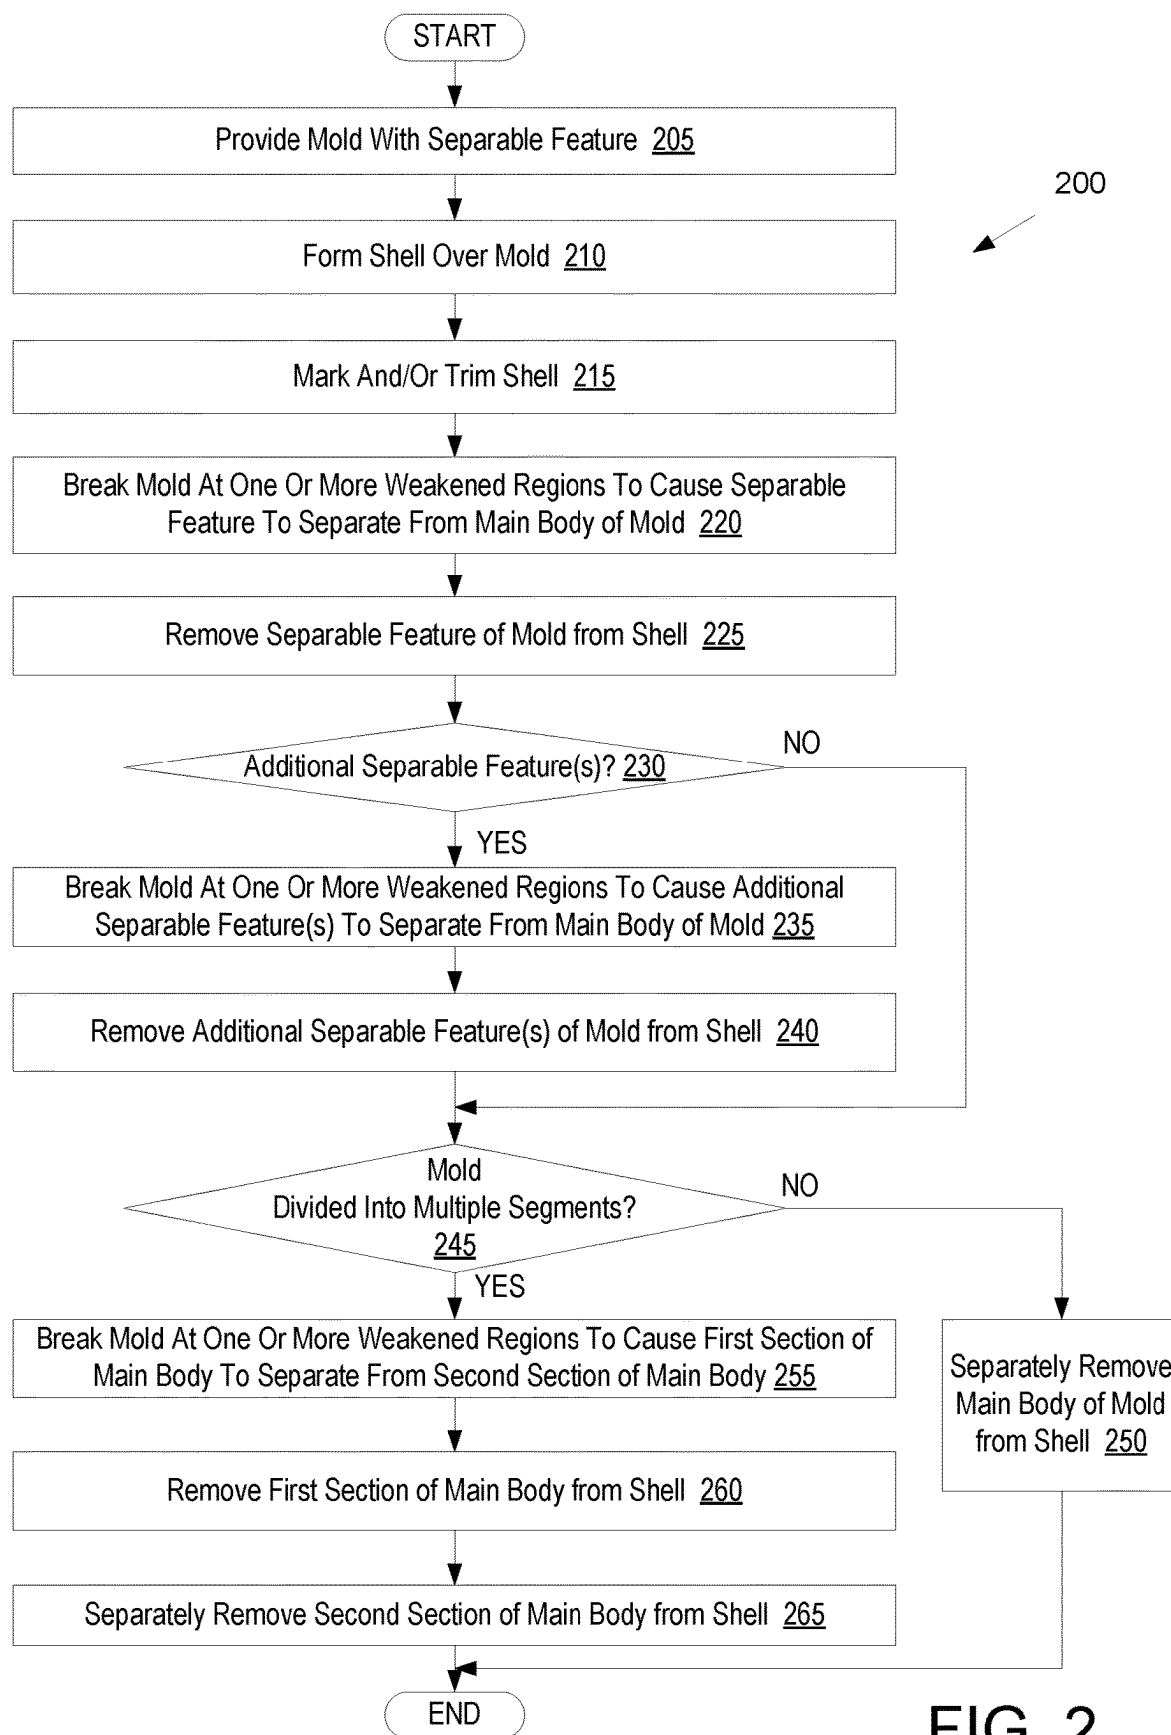 START
Provide Mold With Separable Feature 205
200
Form Shell Over Mold 210
Mark And/Or Trim Shell 215
Break Mold At One Or More Weakened Regions To Cause Separable
Feature To Separate From Main Body of Mold 220
Remove Separable Feature of Mold from Shell 225
NO
Additional Separable Feature(s)? 230
YES
Break Mold At One Or More Weakened Regions To Cause Additional
Separable Feature(s) To Separate From Main Body of Mold 235
Remove Additional Separable Feature(s) of Mold from Shell 240
Mold
Divided Into Multiple Segments?
245
NO
YES
Break Mold At One Or More Weakened Regions To Cause First Section of
Main Body To Separate From Second Section of Main Body 255
Separately Remove
Main Body of Mold
from Shell 250
Remove First Section of Main Body from Shell 260
Separately Remove Second Section of Main Body from Shell 265
END
FIG. 2